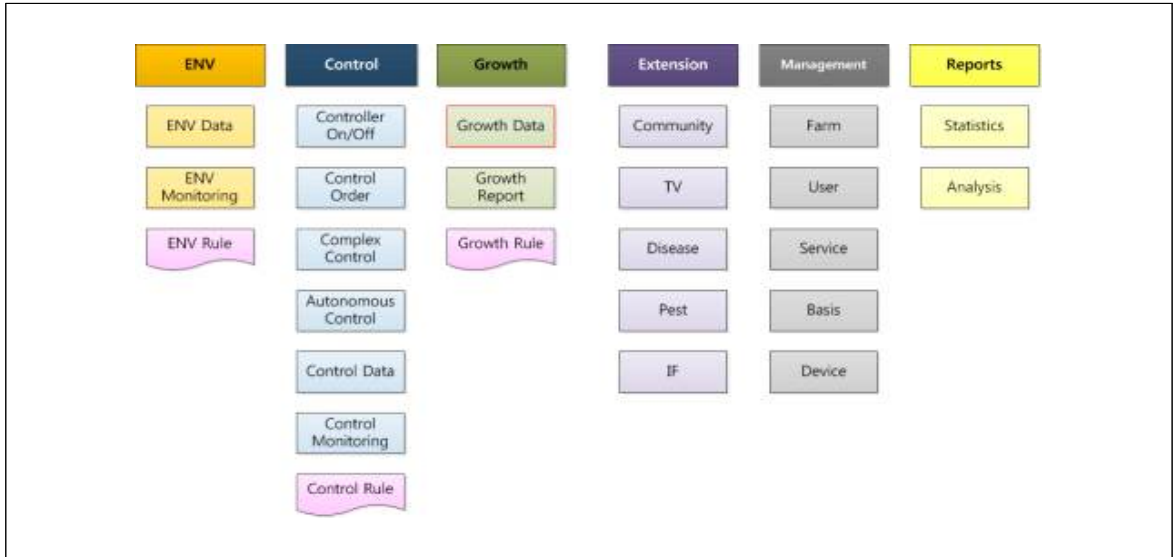 ENV
ENV Data
ENV
Monitoring
ENV Rule
Control
Controller
On/Off
Control
Order
Complex
Control
Autonomous
Control
Control Data
Control
Monitoring
Control Rule
Growth
Growth Data
Growth
Report
Growth Rule
Extension
Community
TV
Disease
Pest
IF
Management
Farm
User
Service
Basis
Device
Reports
Statistics
Analysis